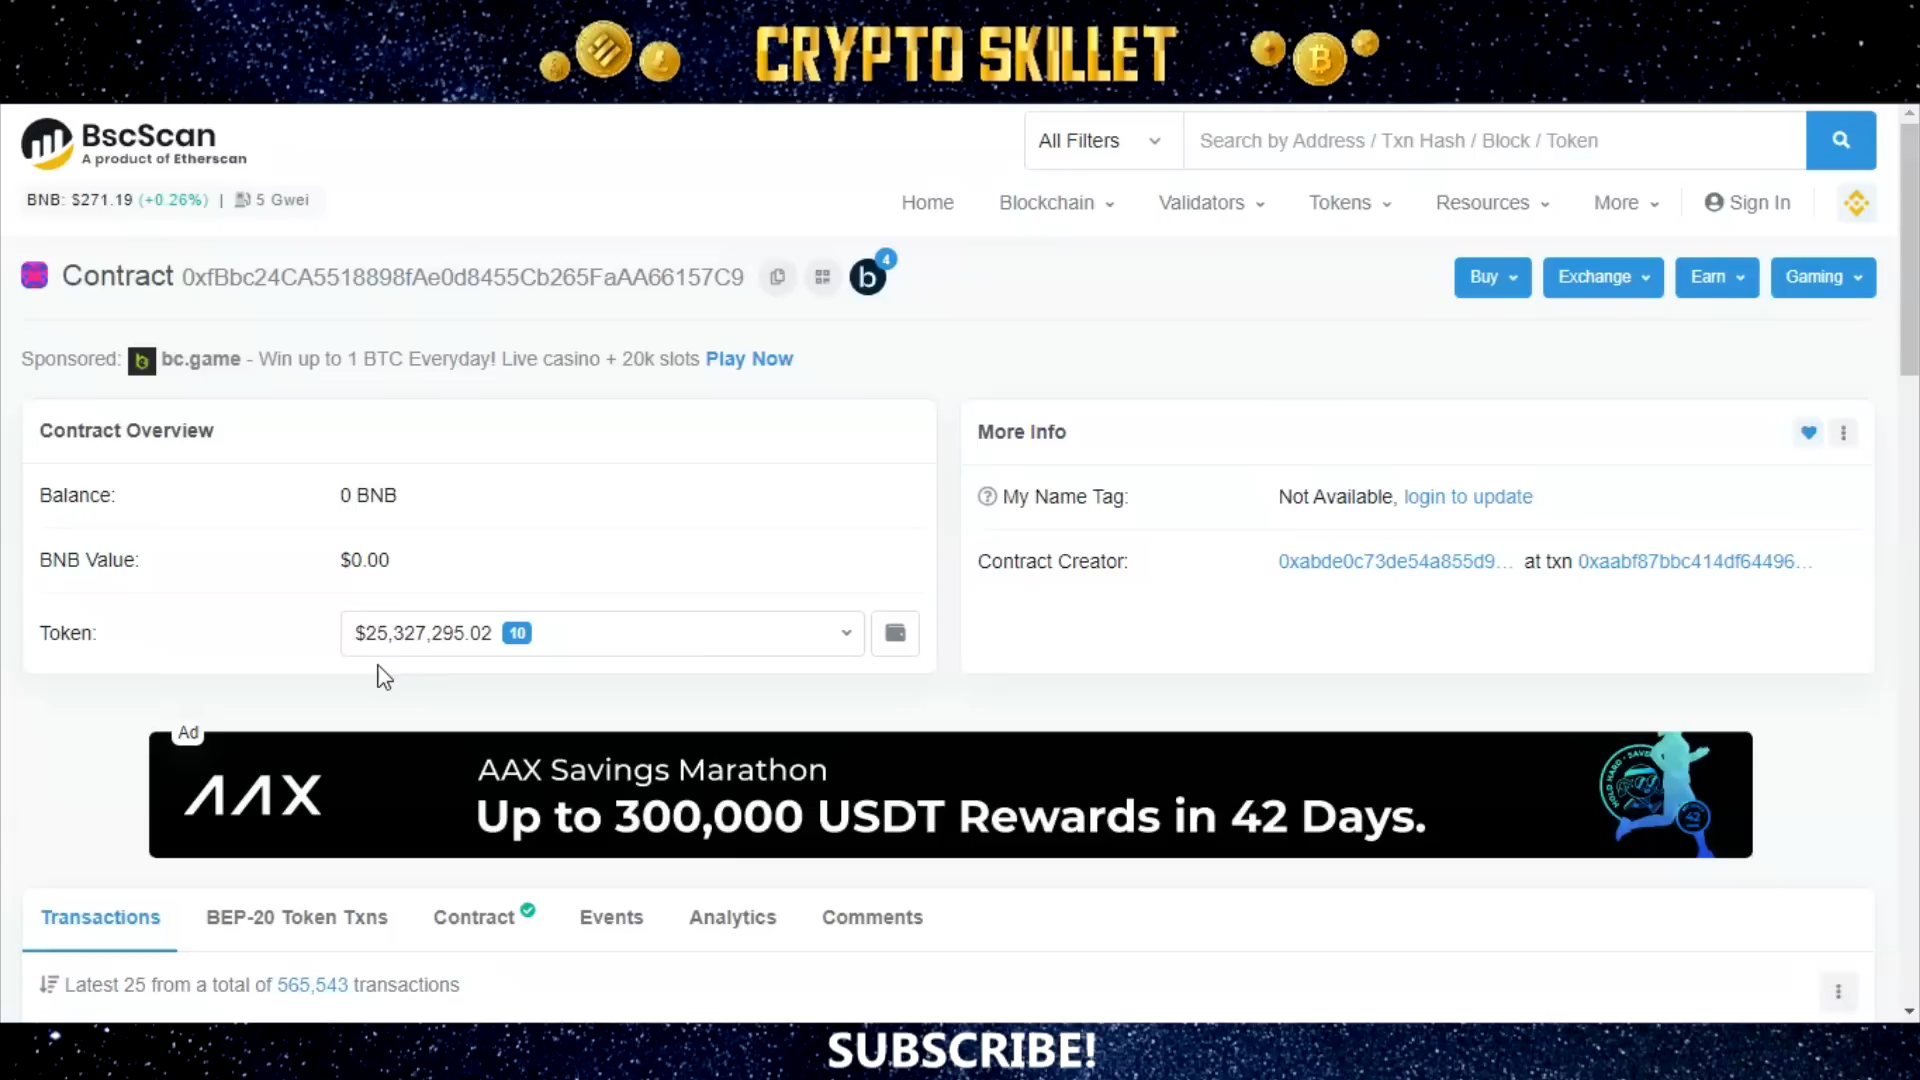 CRYPTO SKILLET
BscScan
A product of Etherscan
All Filters
Search by Address / Txn Hash / Block / Token
BNB: $271.19 (+0.26%) | 5 Gwei
Home Blockchain Validators Tokens Resources More Sign In
Contract 0xfBbc24CA5518898fAe0d8455Cb265FaAA66157C9 b 4
Buy Exchange Earn Gaming
Sponsored: bc.game - Win up to 1 BTC Everyday! Live casino + 20k slots Play Now
Contract Overview
Balance: 0 BNB
BNB Value: $0.00
Token: $25,327,295.02 10
More Info
My Name Tag: Not Available, login to update
Contract Creator: 0xabde0c73de54a855d9... at txn 0xaabf87bbc414df64496...
Ad
AAX
AAX Savings Marathon
Up to 300,000 USDT Rewards in 42 Days.
42
Transactions BEP-20 Token Txns Contract Events Analytics Comments
Latest 25 from a total of 565,543 transactions
SUBSCRIBE!